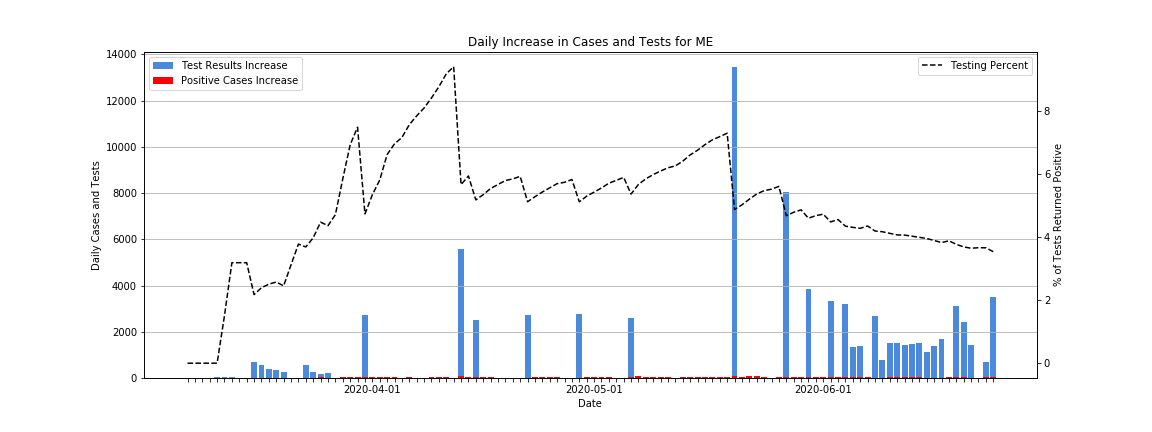 Daily Increase in Cases and Tests for ME
Test Results Increase
Positive Cases Increase
Testing Percent
14000
12000
10000
8000
6000
4000
2000
0
Daily Cases and Tests
8
6
4
2
0
% of Tests Returned Positive
2020-04-01
2020-05-01
2020-06-01
Date